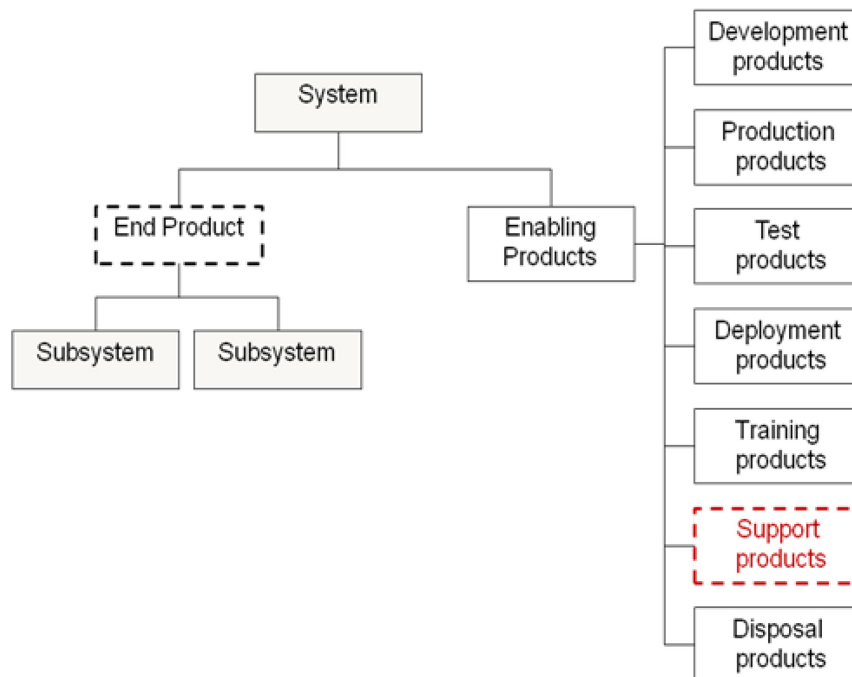 System
End Product
Subsystem
Subsystem
Enabling
Products
Development
products
Production
products
Test
products
Deployment
products
Training
products
Support
products
Disposal
products